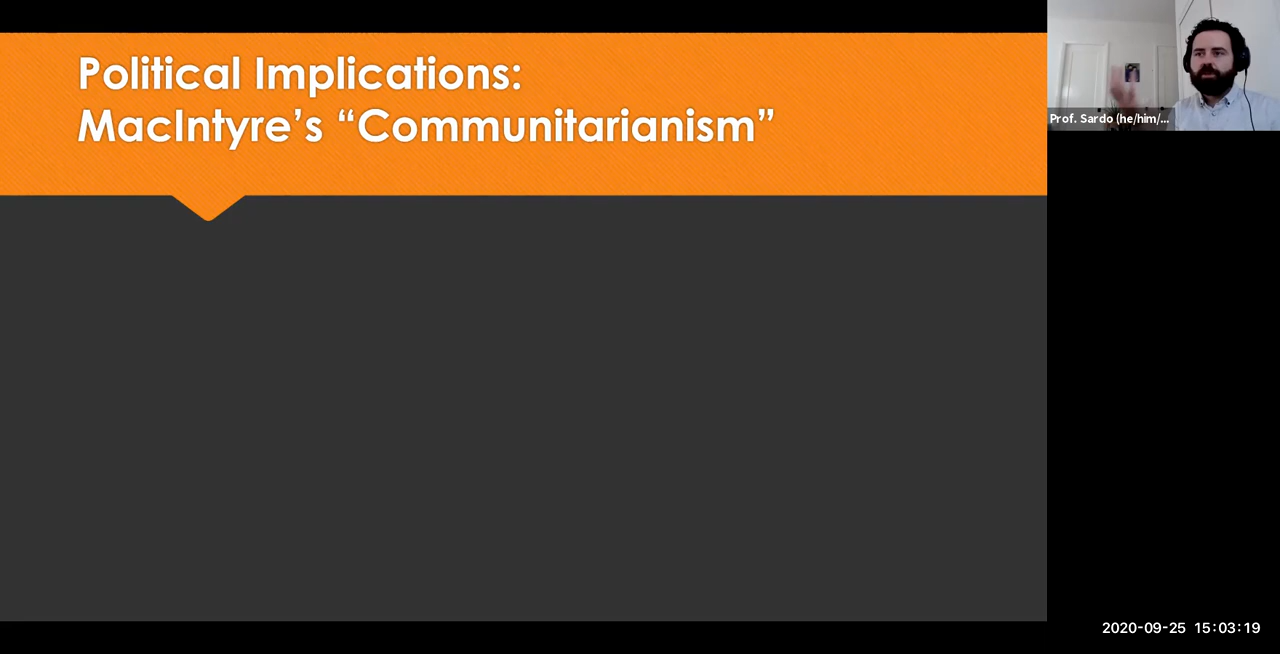 Political Implications:
MacIntyre’s “Communitarianism”
Prof. Sardo (he/him/...
2020-09-25 15:03:19